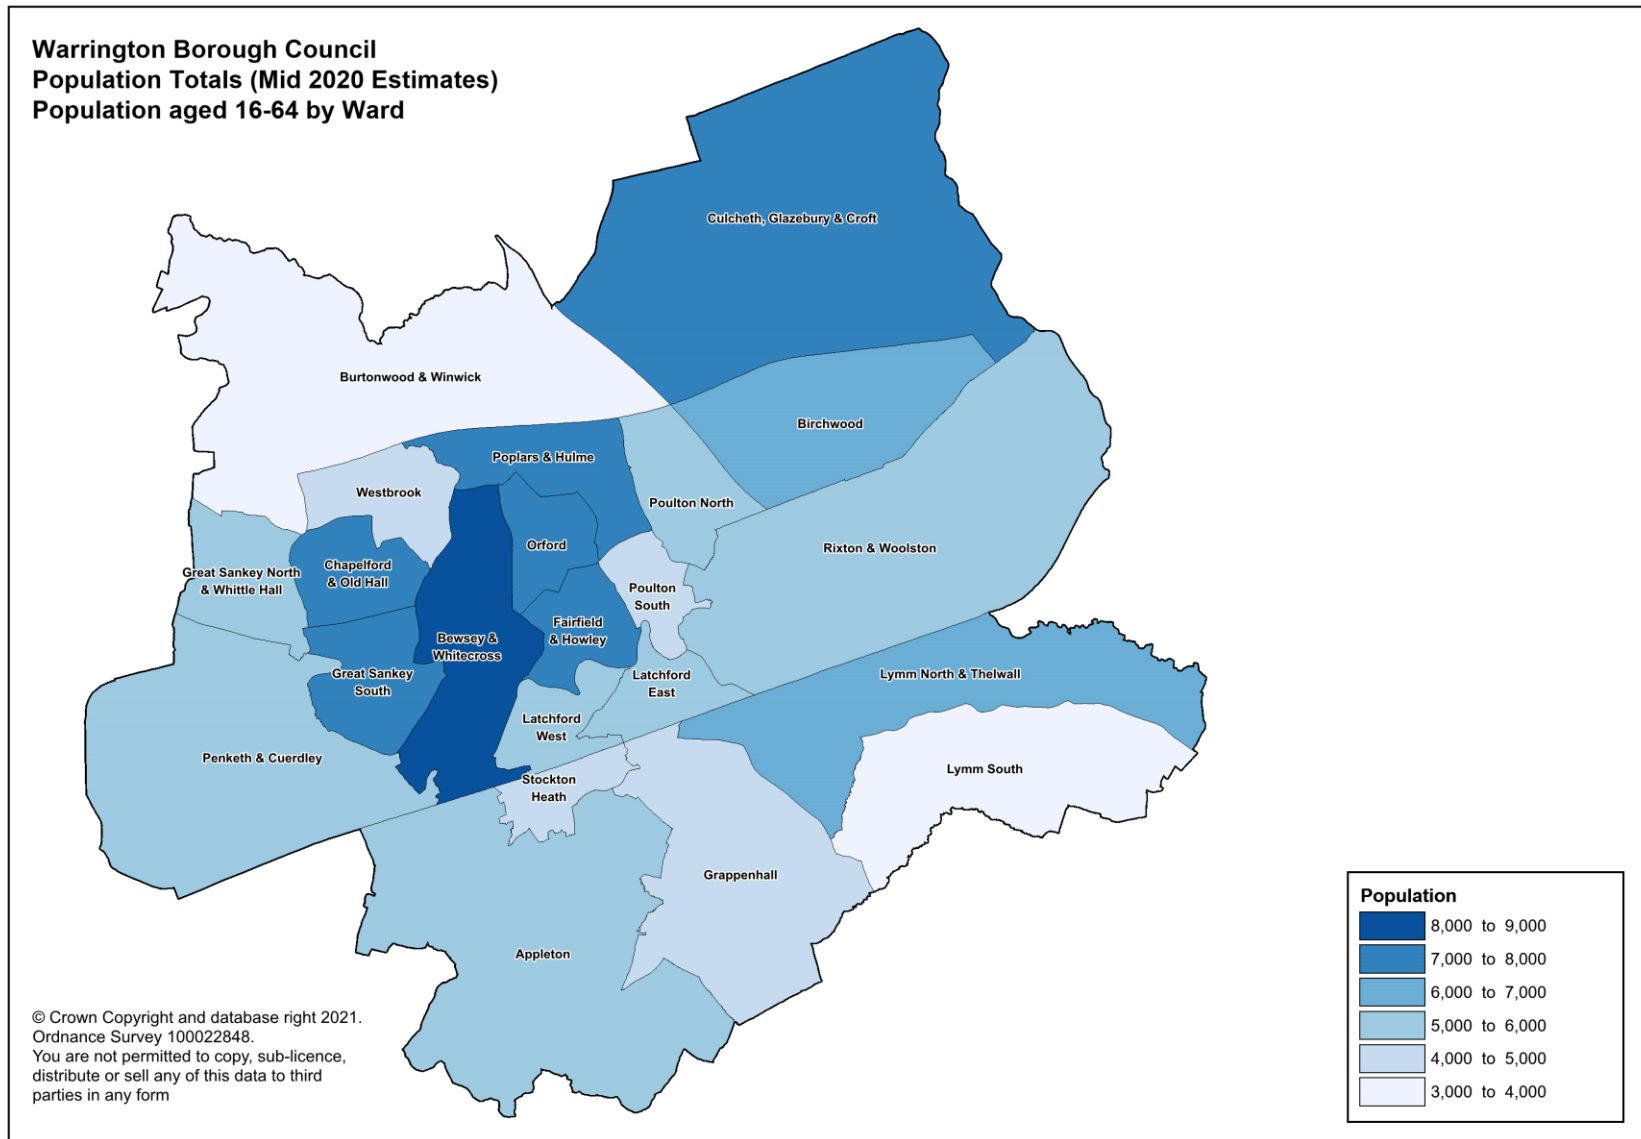 Warrington Borough Council
Population Totals (Mid 2020 Estimates)
Population aged 16-64 by Ward
Culcheth, Glazebury & Croft
Burtonwood & Winwick
Birchwood
Poplars & Hulme
Westbrook
Poulton North
Orford
Rixton & Woolston
Chapelford
& Old Hall
Great Sankey North
& Whittle Hall
Poulton
South
Fairfield
& Howley
Bewsey &
Whitecross
Great Sankey
South
Latchford
East
Lymm North & Thelwall
Latchford
West
Penketh & Cuerdley
Lymm South
Stockton
Heath
Grappenhall
Appleton
Population
8,000 to 9,000
7,000 to 8,000
6,000 to 7,000
5,000 to 6,000
4,000 to 5,000
3,000 to 4,000
© Crown Copyright and database right 2021.
Ordnance Survey 100022848.
You are not permitted to copy, sub-licence,
distribute or sell any of this data to third
parties in any form